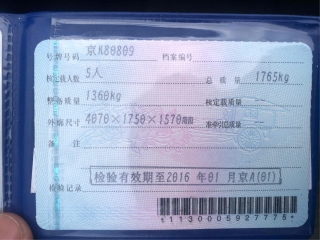 号牌号码 京K80809 档案编号
核定载人数 5人 总质量 1765kg
整备质量 1360kg 核定载质量
外廓尺寸 4070×1750×1570mm 准牵引总质量
备注
检验记录 检验有效期至2016年01月京A(01)
*1130005927775*